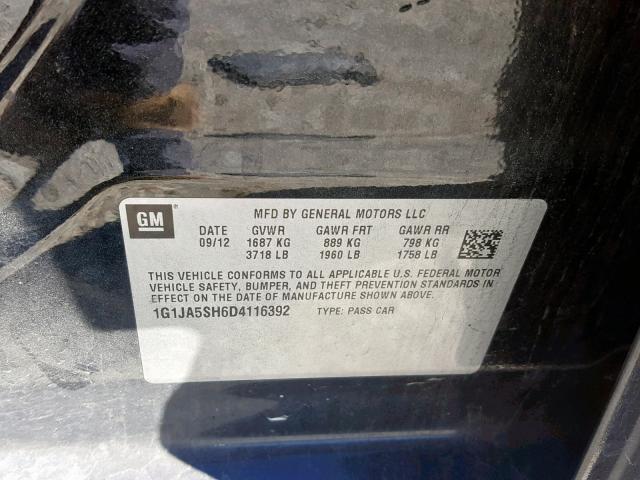 GM
MFD BY GENERAL MOTORS LLC
DATE GVWR GAWR FRT GAWR RR
09/12 1687 KG 889 KG 798 KG
3718 LB 1960 LB 1758 LB
THIS VEHICLE CONFORMS TO ALL APPLICABLE U.S. FEDERAL MOTOR
VEHICLE SAFETY, BUMPER, AND THEFT PREVENTION STANDARDS
IN EFFECT ON THE DATE OF MANUFACTURE SHOWN ABOVE.
1G1JA5SH6D4116392 TYPE: PASS CAR